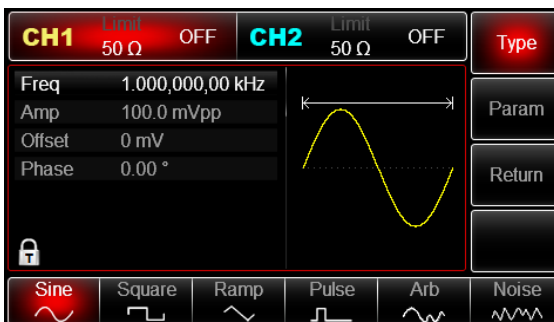 CH1 Limit 50 Ω OFF CH2 Limit 50 Ω OFF Type
Freq 1.000,000,00 kHz
Amp 100.0 mVpp
Offset 0 mV
Phase 0.00 °
Param
Return
T
Sine Square Ramp Pulse Arb Noise